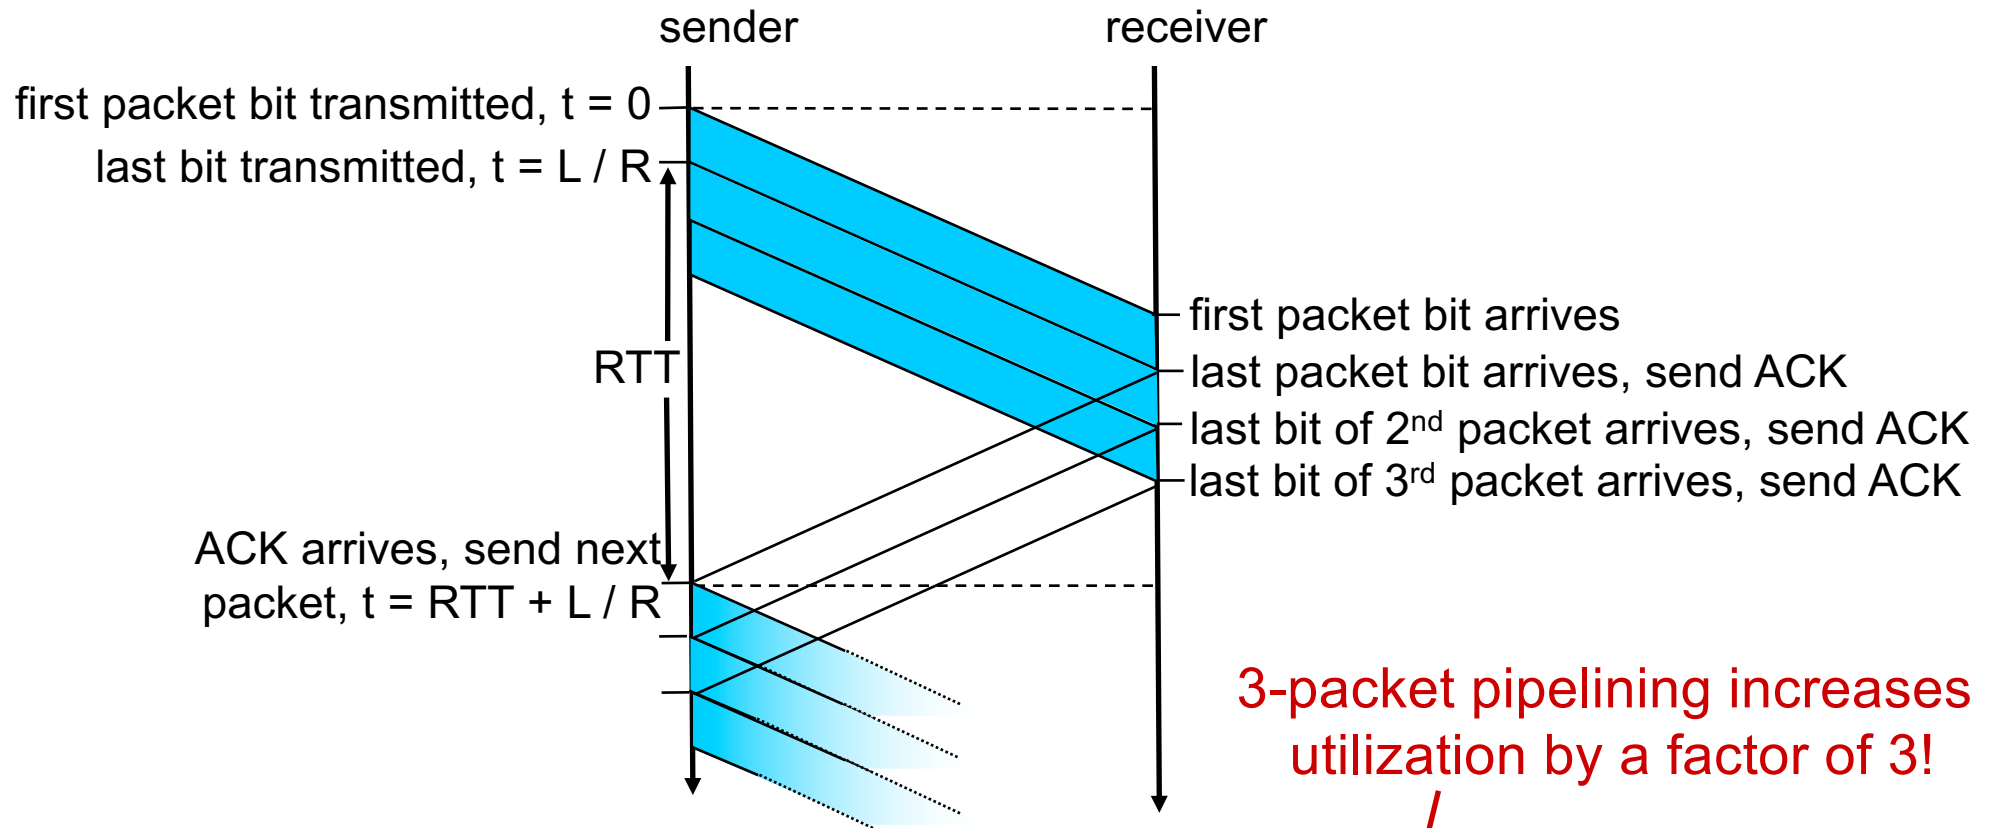 sender
receiver
first packet bit transmitted, t = 0
last bit transmitted, t = L / R
first packet bit arrives
RTT
last packet bit arrives, send ACK
last bit of 2nd packet arrives, send ACK
last bit of 3rd packet arrives, send ACK
ACK arrives, send next
packet, t = RTT + L / R
3-packet pipelining increases
utilization by a factor of 3!